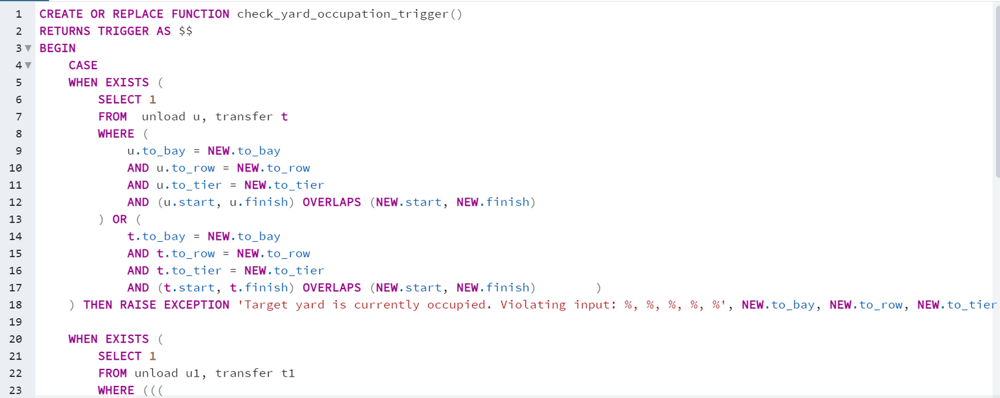 1 CREATE OR REPLACE FUNCTION check_yard_occupation_trigger()
2 RETURNS TRIGGER AS $$
3 BEGIN
4     CASE
5     WHEN EXISTS (
6         SELECT 1
7         FROM  unload u, transfer t
8         WHERE (
9             u.to_bay = NEW.to_bay
10             AND u.to_row = NEW.to_row
11             AND u.to_tier = NEW.to_tier
12             AND (u.start, u.finish) OVERLAPS (NEW.start, NEW.finish)
13         ) OR (
14             t.to_bay = NEW.to_bay
15             AND t.to_row = NEW.to_row
16             AND t.to_tier = NEW.to_tier
17             AND (t.start, t.finish) OVERLAPS (NEW.start, NEW.finish)        )
18     ) THEN RAISE EXCEPTION 'Target yard is currently occupied. Violating input: %, %, %, %, %', NEW.to_bay, NEW.to_row, NEW.to_tier
19
20     WHEN EXISTS (
21         SELECT 1
22         FROM unload u1, transfer t1
23         WHERE (((